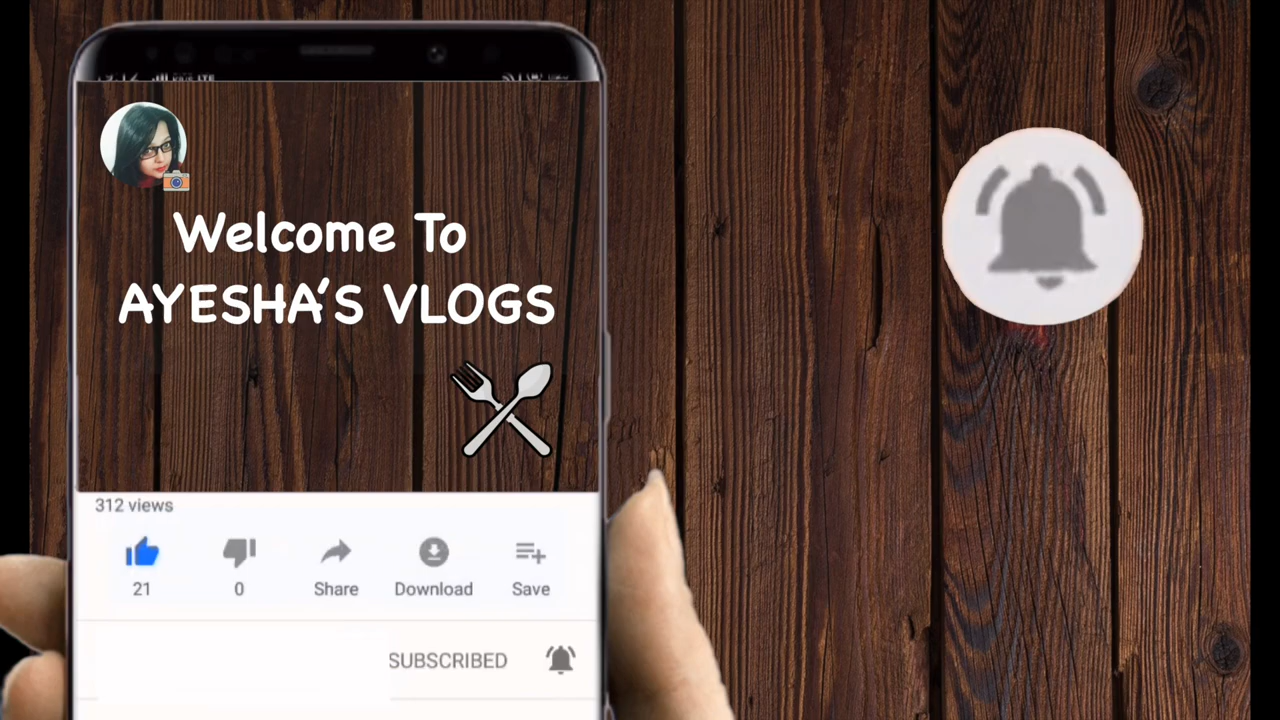 Welcome To
AYESHA'S VLOGS
312 views
21
0
Share
Download
Save
SUBSCRIBED